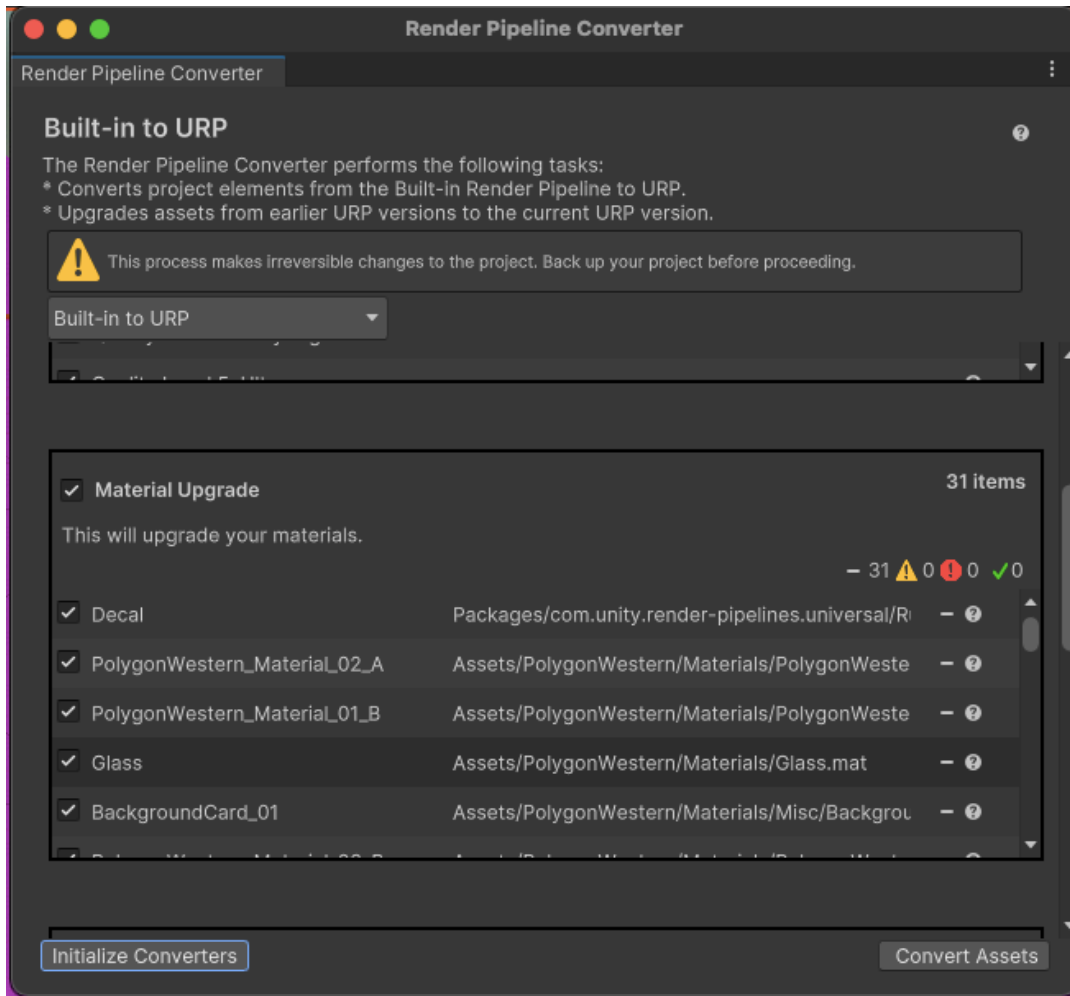 Render Pipeline Converter
Render Pipeline Converter
Built-in to URP
The Render Pipeline Converter performs the following tasks:
* Converts project elements from the Built-in Render Pipeline to URP.
* Upgrades assets from earlier URP versions to the current URP version.
This process makes irreversible changes to the project. Back up your project before proceeding.
Built-in to URP
Material Upgrade 31 items
This will upgrade your materials.
– 31 0 0 0
Decal Packages/com.unity.render-pipelines.universal/R
PolygonWestern_Material_02_A Assets/PolygonWestern/Materials/PolygonWeste
PolygonWestern_Material_01_B Assets/PolygonWestern/Materials/PolygonWeste
Glass Assets/PolygonWestern/Materials/Glass.mat
BackgroundCard_01 Assets/PolygonWestern/Materials/Misc/Backgrou
Initialize Converters Convert Assets